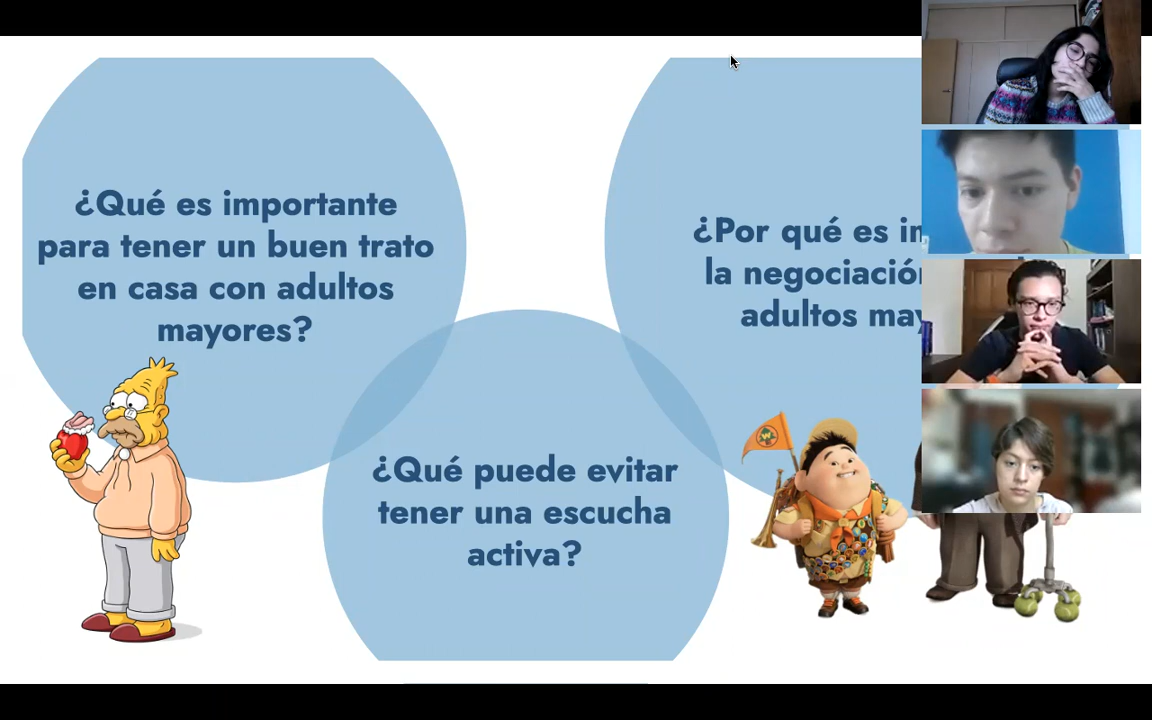 ¿Qué es importante
para tener un buen trato
en casa con adultos
mayores?
¿Por qué es
la negociación
adultos
¿Qué puede evitar
tener una escucha
activa?